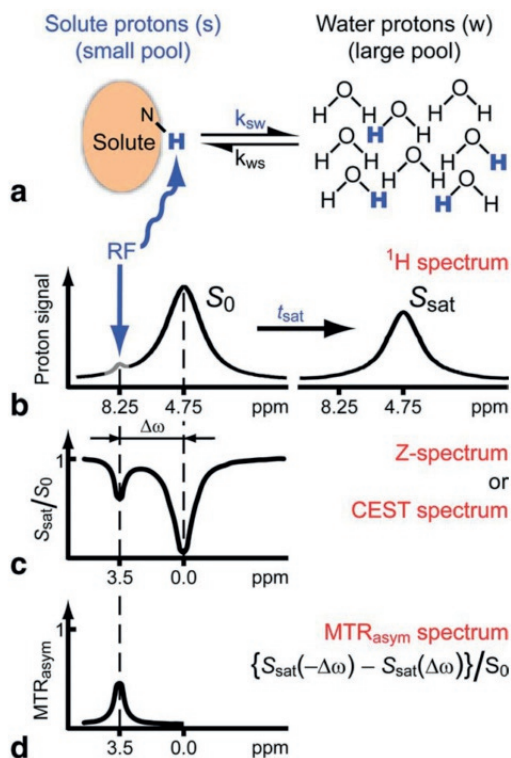 Solute protons (s)
(small pool)
Water protons (w)
(large pool)
N
Solute
H
k_sw
k_ws
O
H H
O
H H
O
H H
O
H H
O
H H
O
H H
O
H H
O
H H
a
RF
¹H spectrum
Proton signal
S₀
t_sat
S_sat
8.25 4.75 ppm
8.25 4.75 ppm
b
Δω
1
S_sat/S₀
Z-spectrum
or
CEST spectrum
3.5 0.0 ppm
c
MTR_asym spectrum
{S_sat(-Δω) – S_sat(Δω)}/S₀
1
MTR_asym
3.5 0.0 ppm
d